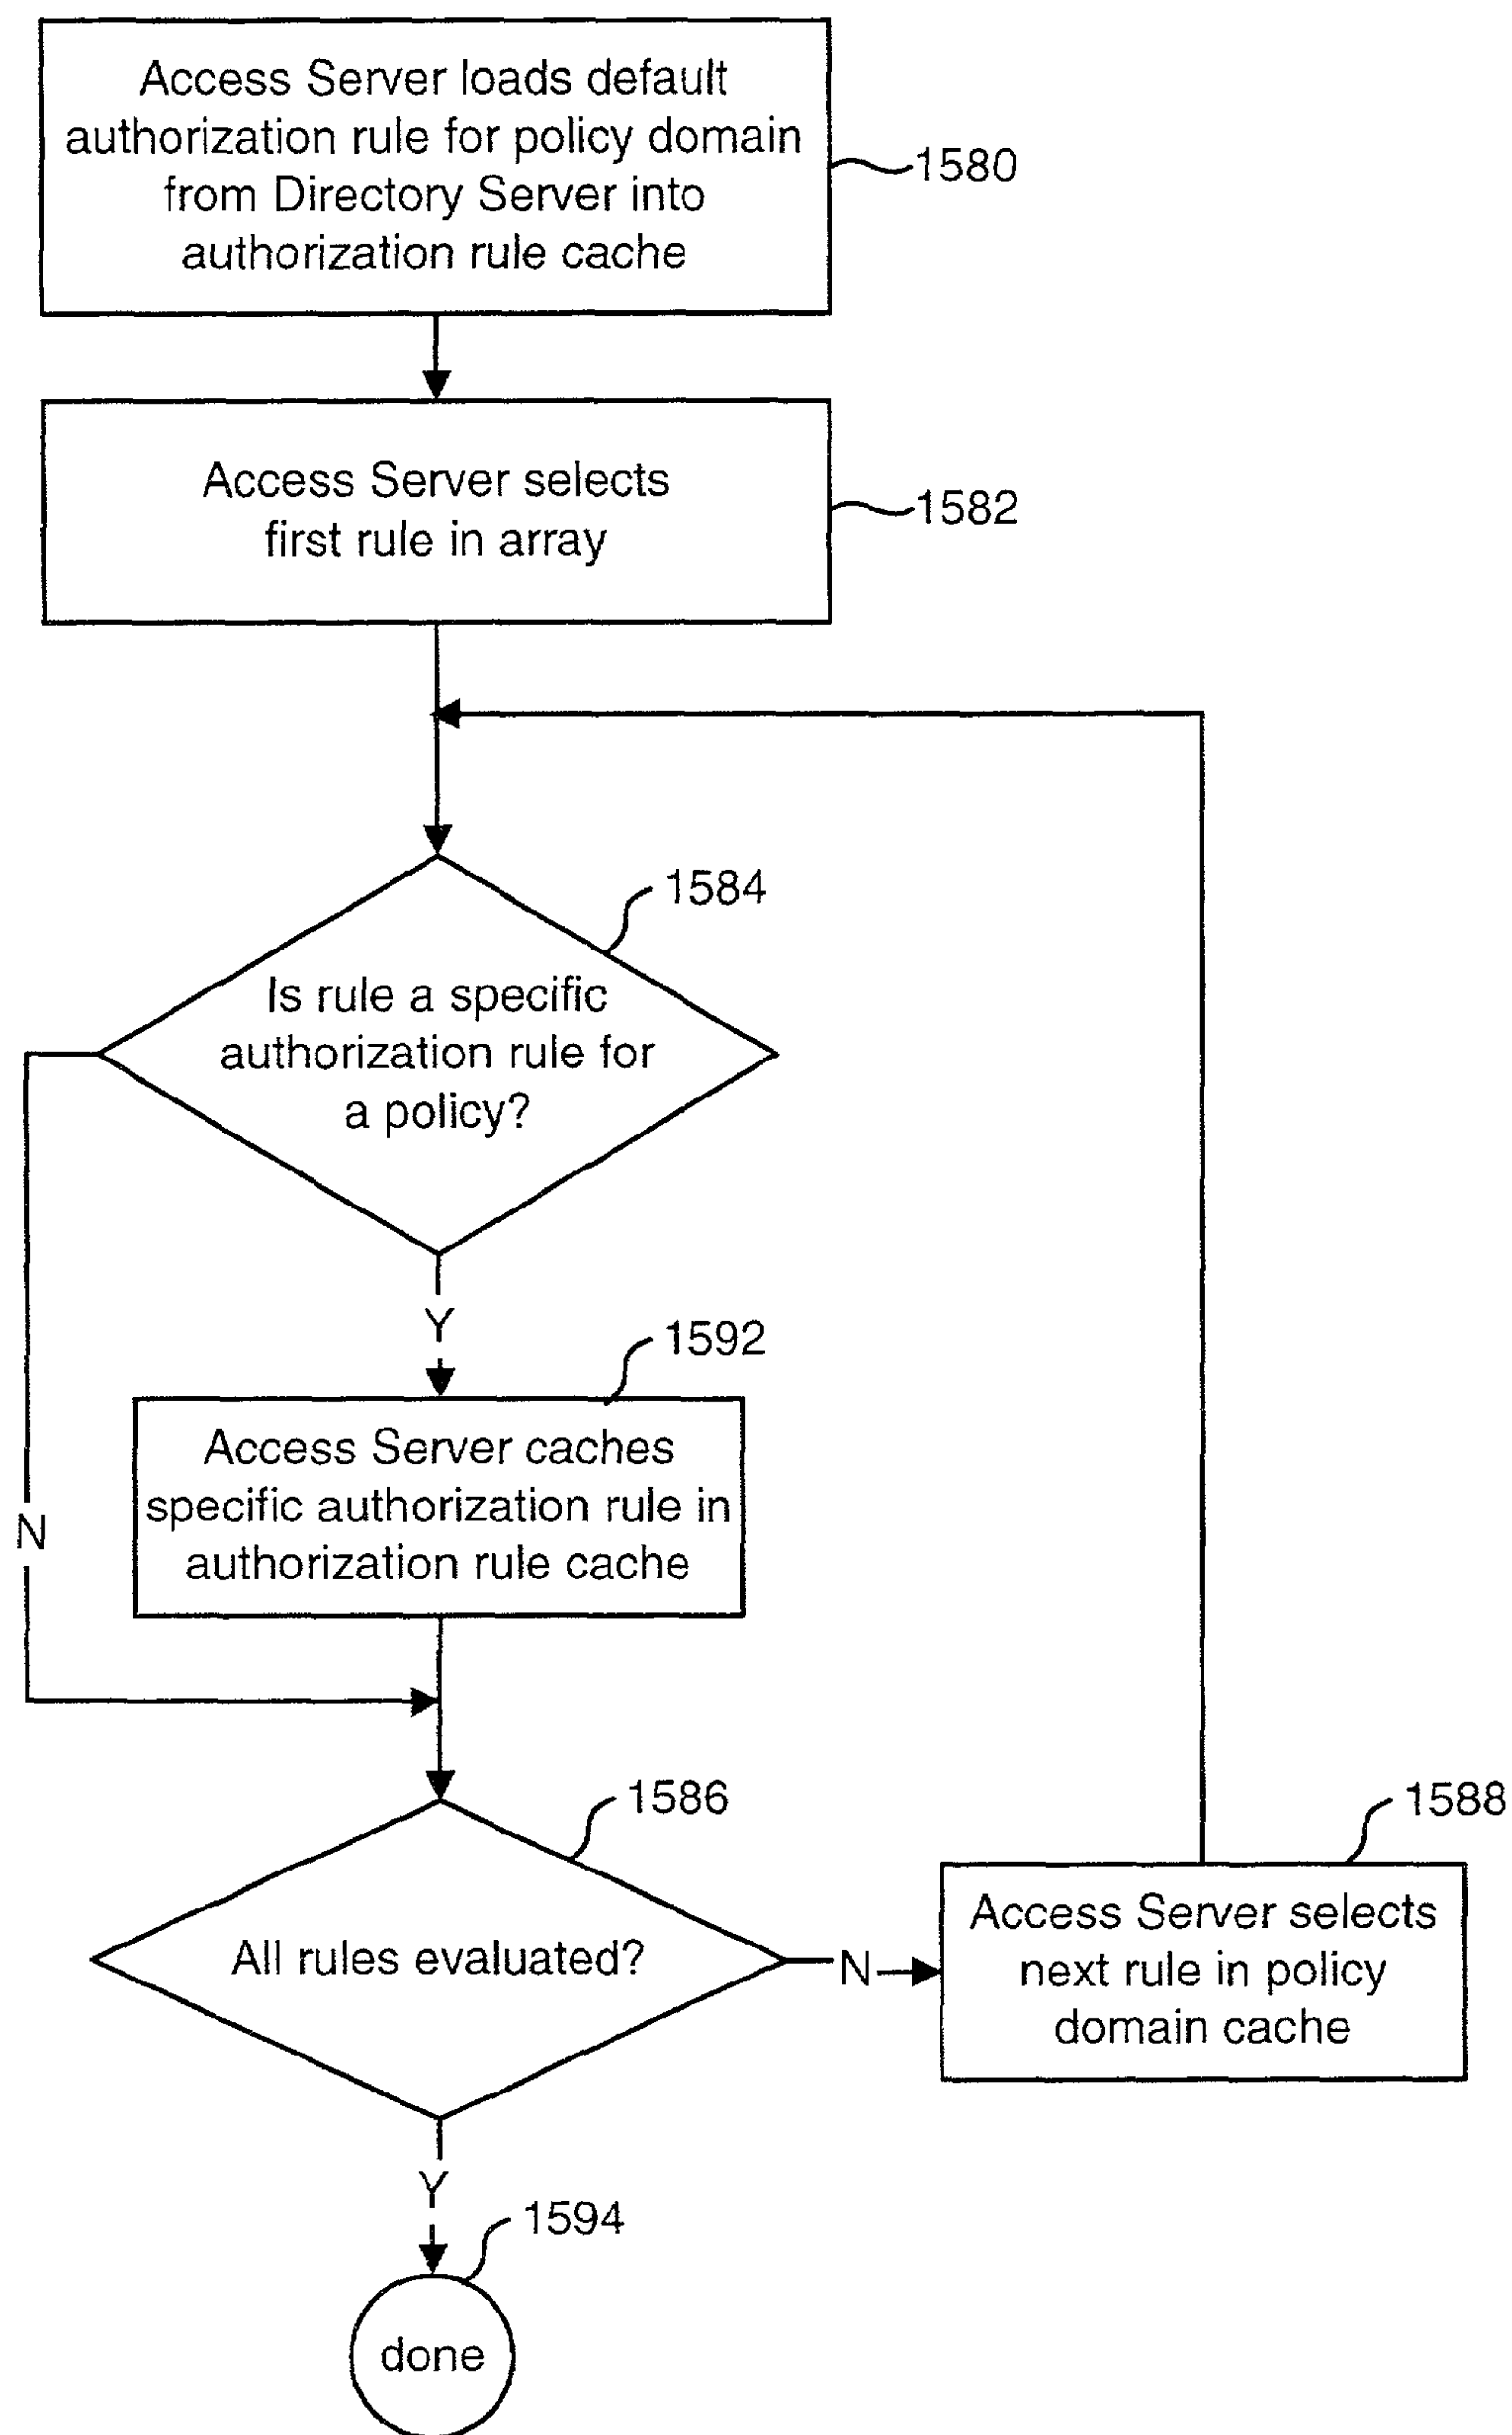 Access Server loads default
authorization rule for policy domain
from Directory Server into
authorization rule cache
1580
Access Server selects
first rule in array
1582
1584
Is rule a specific
authorization rule for
a policy?
Y
1592
Access Server caches
specific authorization rule in
authorization rule cache
N
1586
All rules evaluated?
N
1588
Access Server selects
next rule in policy
domain cache
Y
1594
done